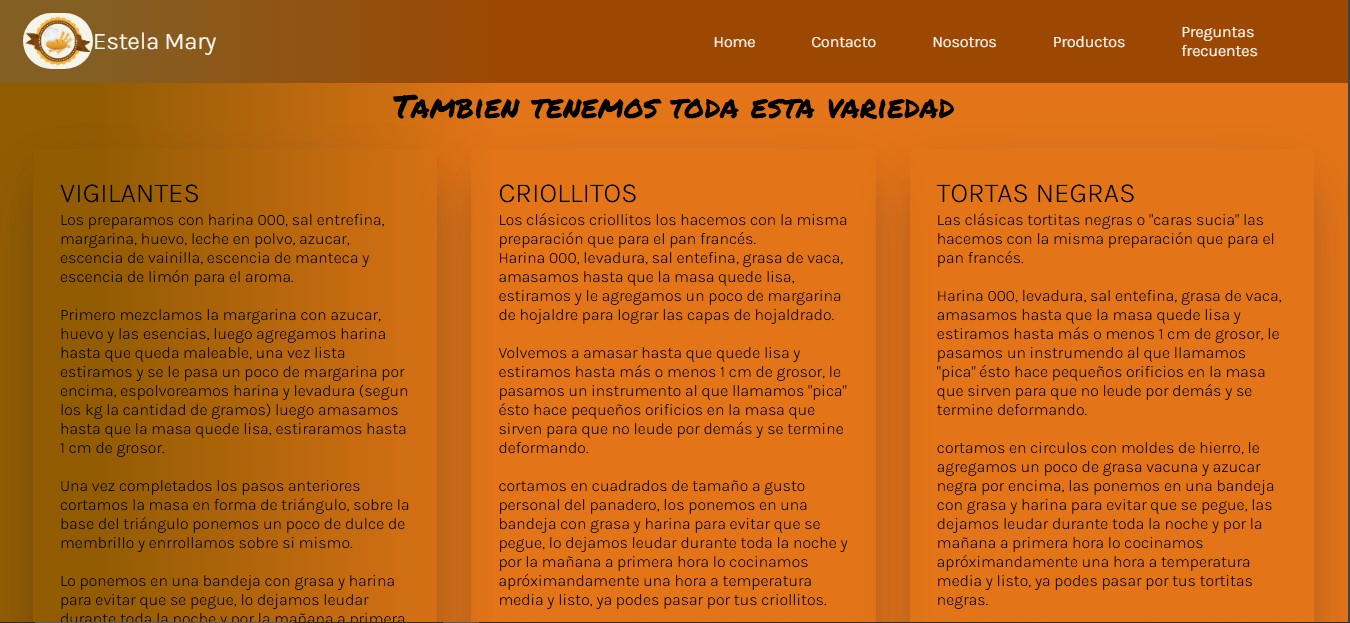 Estela Mary
Home
Contacto
Nosotros
Productos
Preguntas
frecuentes
Tambien tenemos toda esta variedad
VIGILANTES
Los preparamos con harina 000, sal entrefina,
margarina, huevo, leche en polvo, azucar,
escencia de vainilla, escencia de manteca y
escencia de limón para el aroma.
Primero mezclamos la margarina con azucar,
huevo y las esencias, luego agregamos harina
hasta que queda maleable, una vez lista
estiramos y se le pasa un poco de margarina por
encima, espolvoreamos harina y levadura (segun
los kg la cantidad de gramos) luego amasamos
hasta que la masa quede lisa, estiraramos hasta
1 cm de grosor.
Una vez completados los pasos anteriores
cortamos la masa en forma de triángulo, sobre la
base del triángulo ponemos un poco de dulce de
membrillo y enrrollamos sobre si mismo.
Lo ponemos en una bandeja con grasa y harina
para evitar que se pegue, lo dejamos leudar
durante toda la noche y por la mañana a primera
CRIOLLITOS
Los clásicos criollitos los hacemos con la misma
preparación que para el pan francés.
Harina 000, levadura, sal entefina, grasa de vaca,
amasamos hasta que la masa quede lisa,
estiramos y le agregamos un poco de margarina
de hojaldre para lograr las capas de hojaldrado.
Volvemos a amasar hasta que quede lisa y
estiramos hasta más o menos 1 cm de grosor, le
pasamos un instrumento al que llamamos "pica"
ésto hace pequeños orificios en la masa que
sirven para que no leude por demás y se termine
deformando.
cortamos en cuadrados de tamaño a gusto
personal del panadero, los ponemos en una
bandeja con grasa y harina para evitar que se
pegue, lo dejamos leudar durante toda la noche y
por la mañana a primera hora lo cocinamos
apróximandamente una hora a temperatura
media y listo, ya podes pasar por tus criollitos.
TORTAS NEGRAS
Las clásicas tortitas negras o "caras sucia" las
hacemos con la misma preparación que para el
pan francés.
Harina 000, levadura, sal entefina, grasa de vaca,
amasamos hasta que la masa quede lisa y
estiramos hasta más o menos 1 cm de grosor, le
pasamos un instrumendo al que llamamos
"pica" ésto hace pequeños orificios en la masa
que sirven para que no leude por demás y se
termine deformando.
cortamos en circulos con moldes de hierro, le
agregamos un poco de grasa vacuna y azucar
negra por encima, las ponemos en una bandeja
con grasa y harina para evitar que se pegue, las
dejamos leudar durante toda la noche y por la
mañana a primera hora lo cocinamos
apróximandamente una hora a temperatura
media y listo, ya podes pasar por tus tortitas
negras.